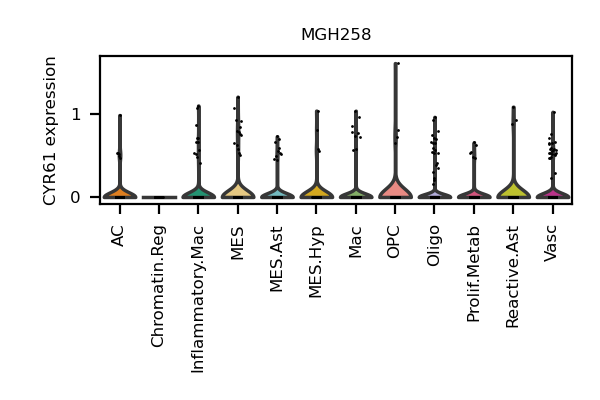 MGH258
CYR61 expression
1
0
AC
Chromatin.Reg
Inflammatory.Mac
MES
MES.Ast
MES.Hyp
Mac
OPC
Oligo
Prolif.Metab
Reactive.Ast
Vasc